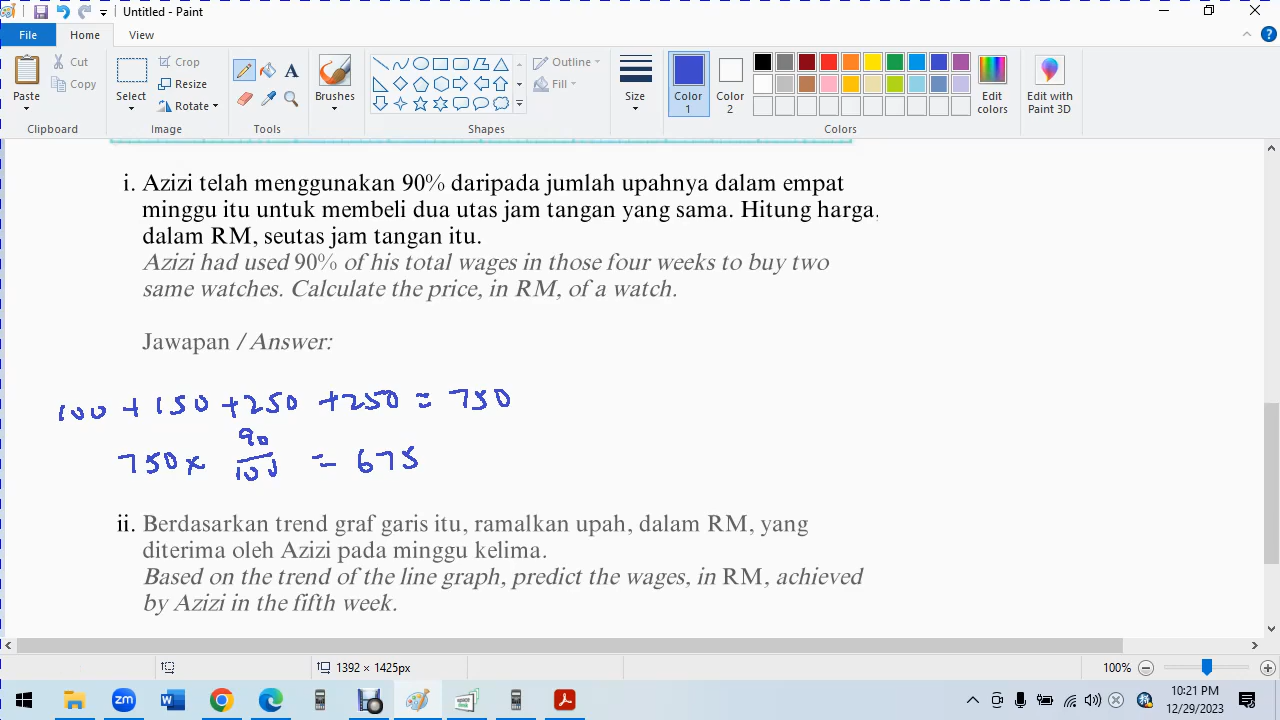 Untitled - Paint
File Home View
Cut
Copy
Paste
Clipboard
Crop
Resize
Rotate
Select
Image
A
Tools
Brushes
Outline
Fill
Shapes
Size
Color 1
Color 2
Edit colors
Edit with Paint 3D
Colors
i. Azizi telah menggunakan 90% daripada jumlah upahnya dalam empat
minggu itu untuk membeli dua utas jam tangan yang sama. Hitung harga,
dalam RM, seutas jam tangan itu.
Azizi had used 90% of his total wages in those four weeks to buy two
same watches. Calculate the price, in RM, of a watch.
Jawapan / Answer:
100 + 150 + 250 + 250 = 750
750 × 90/100 = 675
ii. Berdasarkan trend graf garis itu, ramalkan upah, dalam RM, yang
diterima oleh Azizi pada minggu kelima.
Based on the trend of the line graph, predict the wages, in RM, achieved
by Azizi in the fifth week.
1392 × 1425px 100%
zm W
10:21 PM
12/29/2023